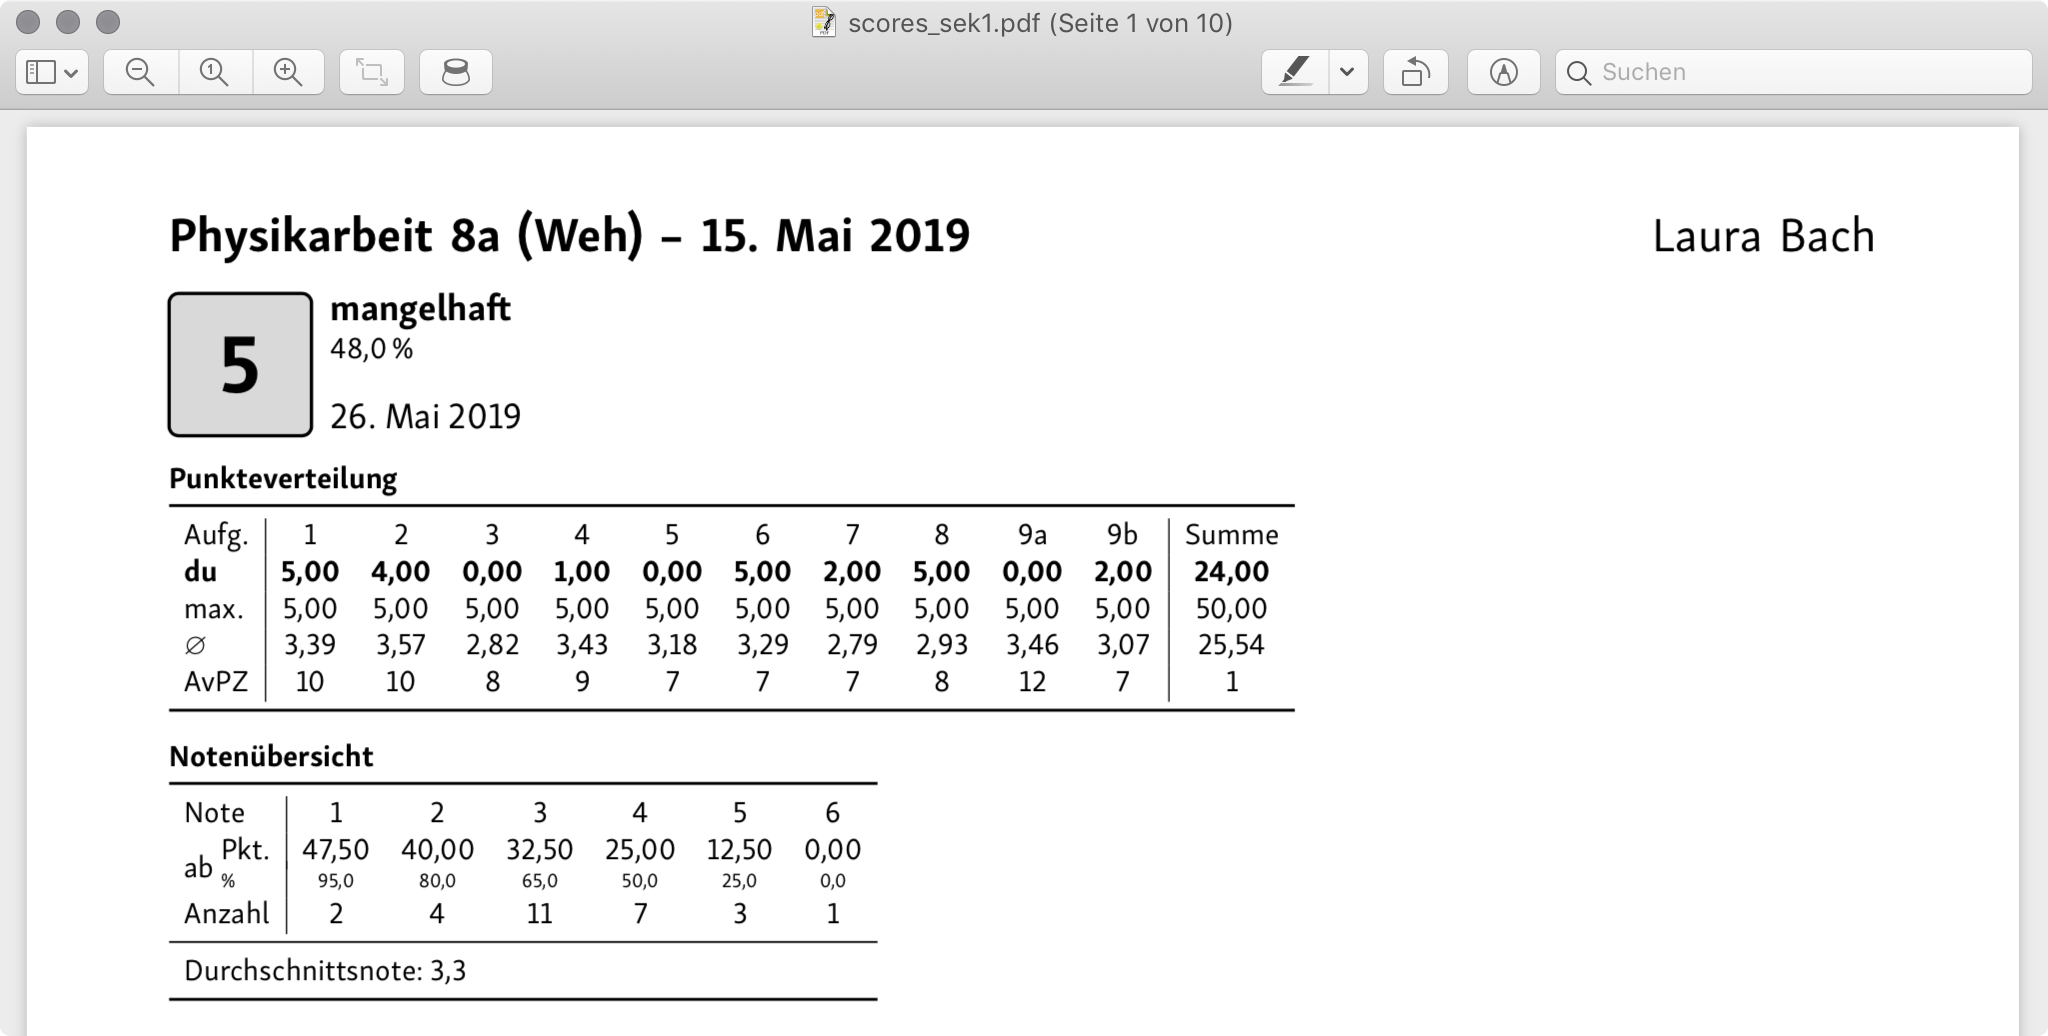 scores_sek1.pdf (Seite 1 von 10)
Suchen
Physikarbeit 8a (Weh) – 15. Mai 2019 Laura Bach
5
mangelhaft
48,0 %
26. Mai 2019
Punkteverteilung
Aufg. 1 2 3 4 5 6 7 8 9a 9b Summe
du 5,00 4,00 0,00 1,00 0,00 5,00 2,00 5,00 0,00 2,00 24,00
max. 5,00 5,00 5,00 5,00 5,00 5,00 5,00 5,00 5,00 5,00 50,00
∅ 3,39 3,57 2,82 3,43 3,18 3,29 2,79 2,93 3,46 3,07 25,54
AvPZ 10 10 8 9 7 7 7 8 12 7 1
Notenübersicht
Note 1 2 3 4 5 6
ab Pkt. 47,50 40,00 32,50 25,00 12,50 0,00
% 95,0 80,0 65,0 50,0 25,0 0,0
Anzahl 2 4 11 7 3 1
Durchschnittsnote: 3,3